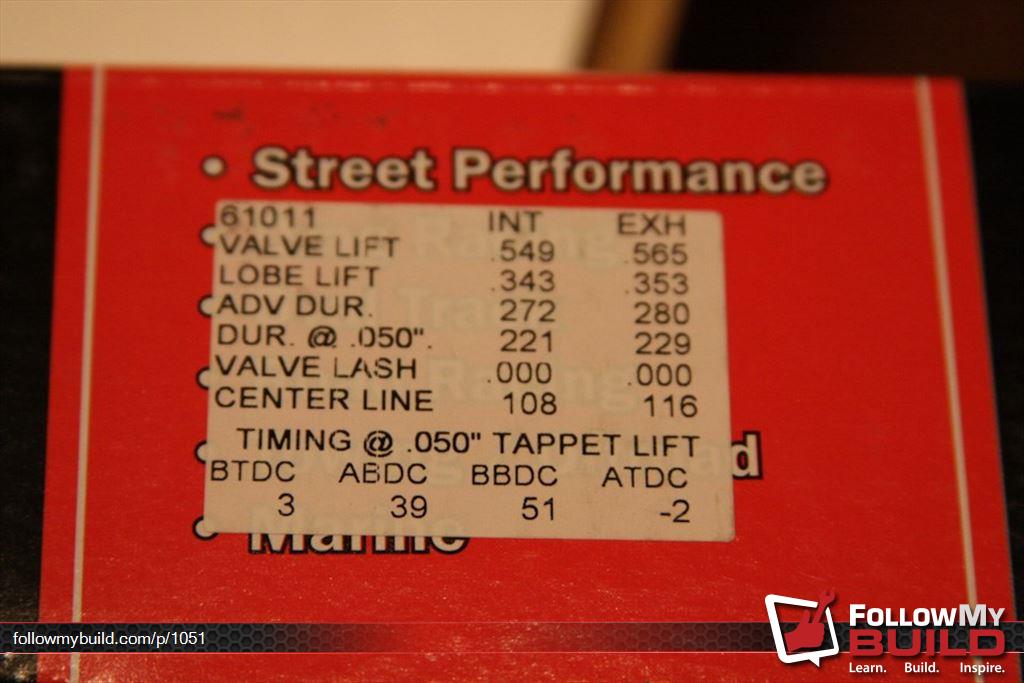 • Street Performance
61011 INT EXH
VALVE LIFT .549 .565
LOBE LIFT .343 .353
ADV DUR. 272 280
DUR. @ .050". 221 229
VALVE LASH .000 .000
CENTER LINE 108 116
TIMING @ .050" TAPPET LIFT
BTDC ABDC BBDC ATDC
3 39 51 -2
• Marine
followmybuild.com/p/1051
FOLLOWMY
BUILD
Learn. Build. Inspire.